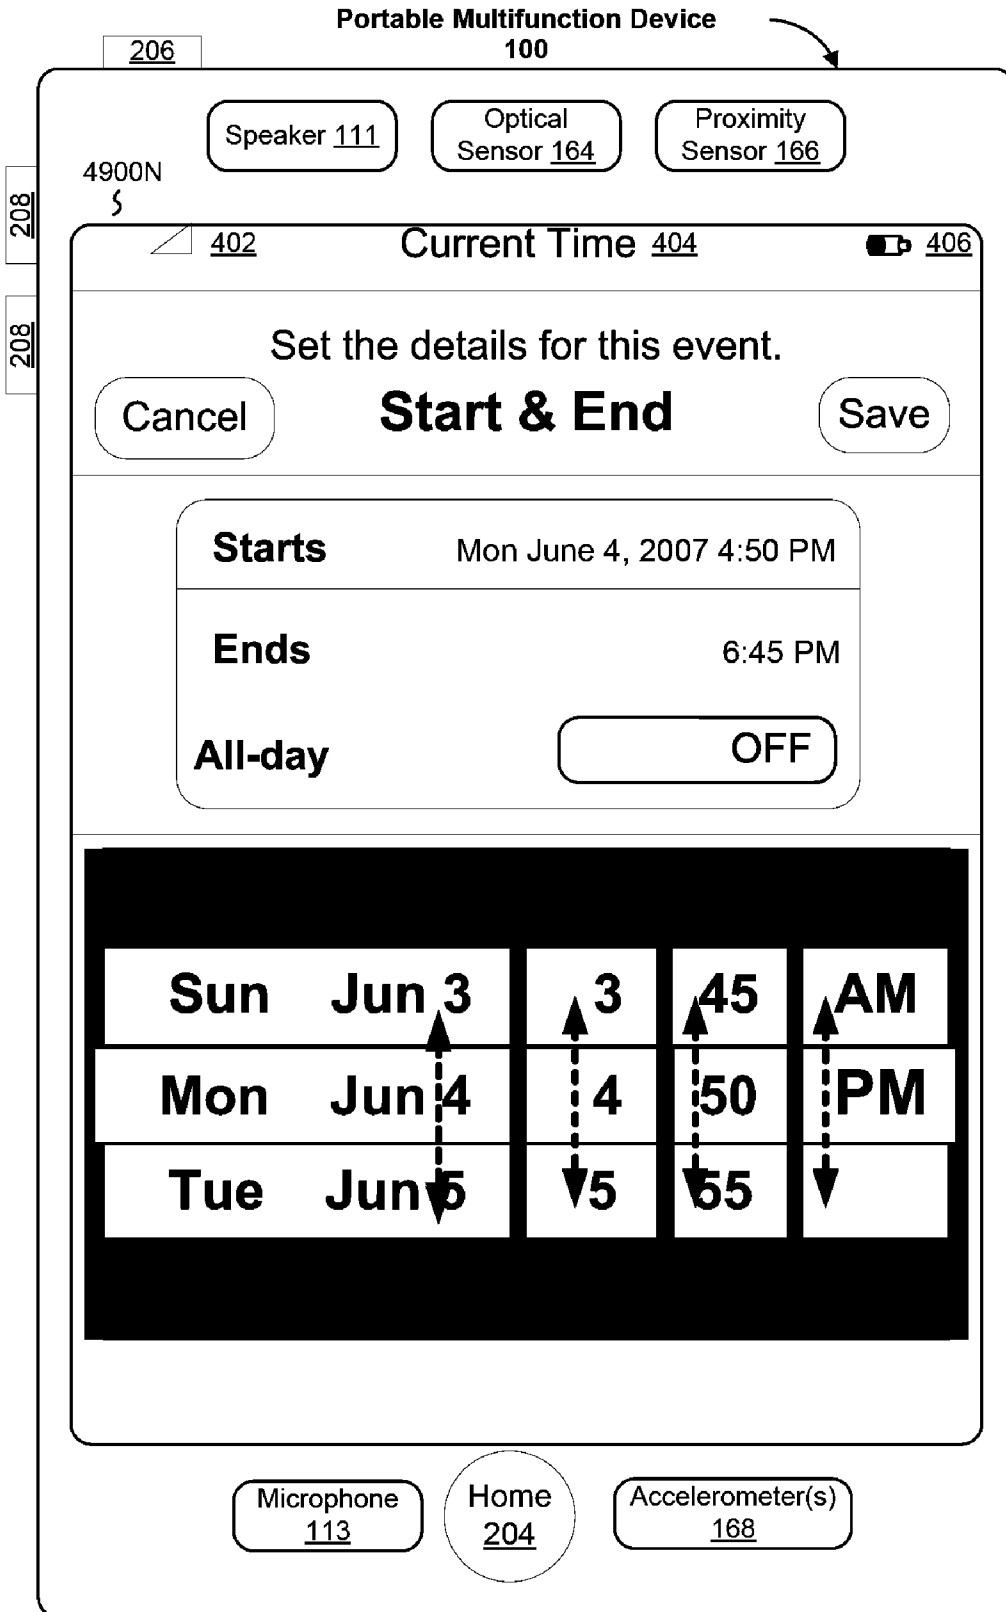 Portable Multifunction Device
100
206
Speaker 111
Optical
Sensor 164
Proximity
Sensor 166
4900N
208
208
402 Current Time 404 406
Set the details for this event.
Cancel Start & End Save
Starts Mon June 4, 2007 4:50 PM
Ends 6:45 PM
All-day OFF
Sun Jun 3 3 45 AM
Mon Jun 4 4 50 PM
Tue Jun 5 5 55
Microphone
113
Home
204
Accelerometer(s)
168